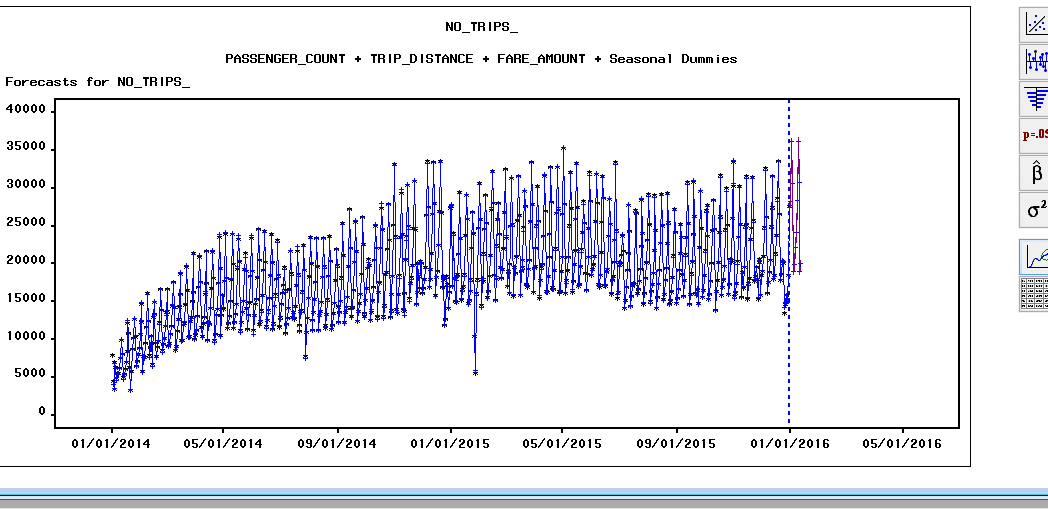 NO_TRIPS_
PASSENGER_COUNT + TRIP_DISTANCE + FARE_AMOUNT + Seasonal Dummies
Forecasts for NO_TRIPS_
40000
35000
30000
25000
20000
15000
10000
5000
0
01/01/2014 05/01/2014 09/01/2014 01/01/2015 05/01/2015 09/01/2015 01/01/2016 05/01/2016
p=.05
β̂
σ²